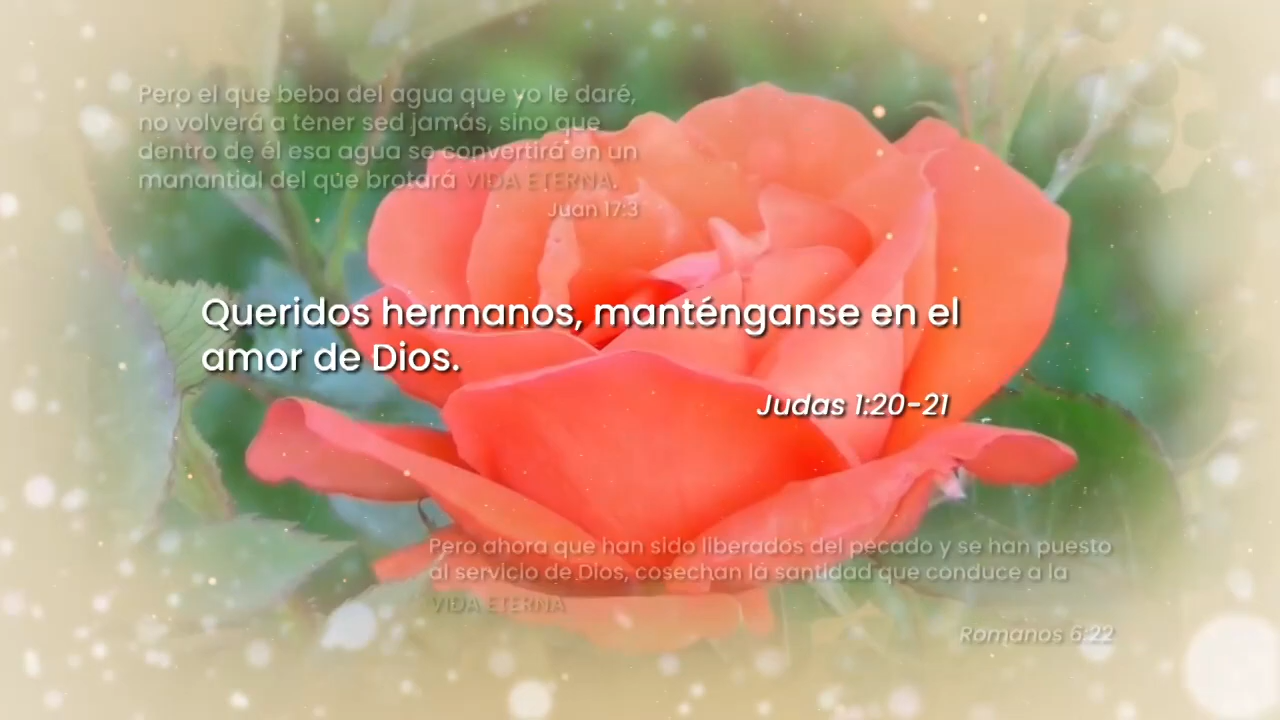 Pero el que beba del agua que yo le daré,
no volverá a tener sed jamás, sino que
dentro de él esa agua se convertirá en un
manantial del que brotará VIDA ETERNA.
Juan 17:3
Queridos hermanos, manténganse en el
amor de Dios.
Judas 1:20-21
Pero ahora que han sido liberados del pecado y se han puesto
al servicio de Dios, cosechan la santidad que conduce a la
VIDA ETERNA
Romanos 6:22